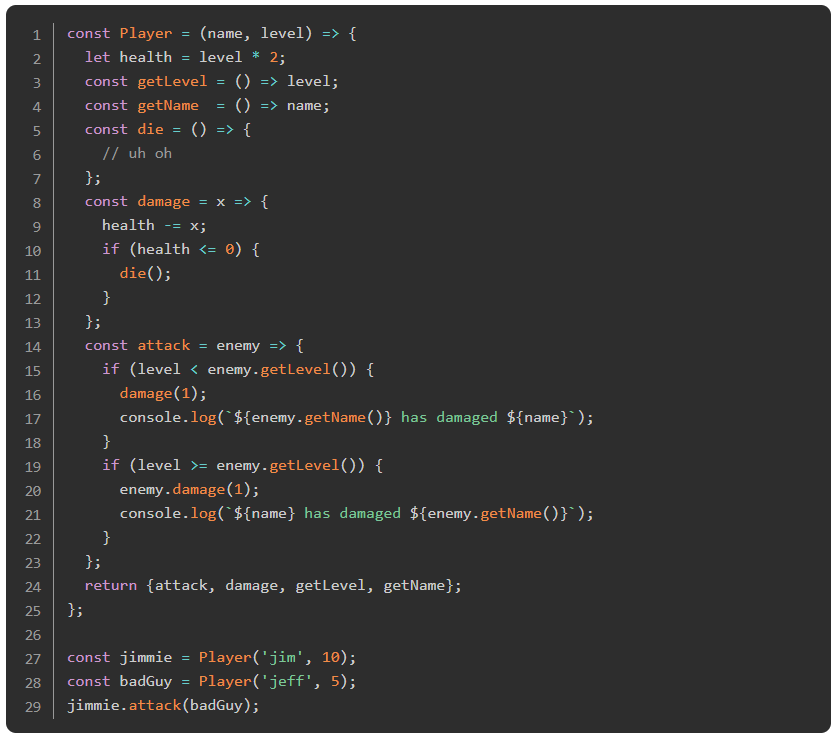 1 const Player = (name, level) => {
2   let health = level * 2;
3   const getLevel = () => level;
4   const getName  = () => name;
5   const die = () => {
6     // uh oh
7   };
8   const damage = x => {
9     health -= x;
10     if (health <= 0) {
11       die();
12     }
13   };
14   const attack = enemy => {
15     if (level < enemy.getLevel()) {
16       damage(1);
17       console.log(`${enemy.getName()} has damaged ${name}`);
18     }
19     if (level >= enemy.getLevel()) {
20       enemy.damage(1);
21       console.log(`${name} has damaged ${enemy.getName()}`);
22     }
23   };
24   return {attack, damage, getLevel, getName};
25 };
26
27 const jimmie = Player('jim', 10);
28 const badGuy = Player('jeff', 5);
29 jimmie.attack(badGuy);